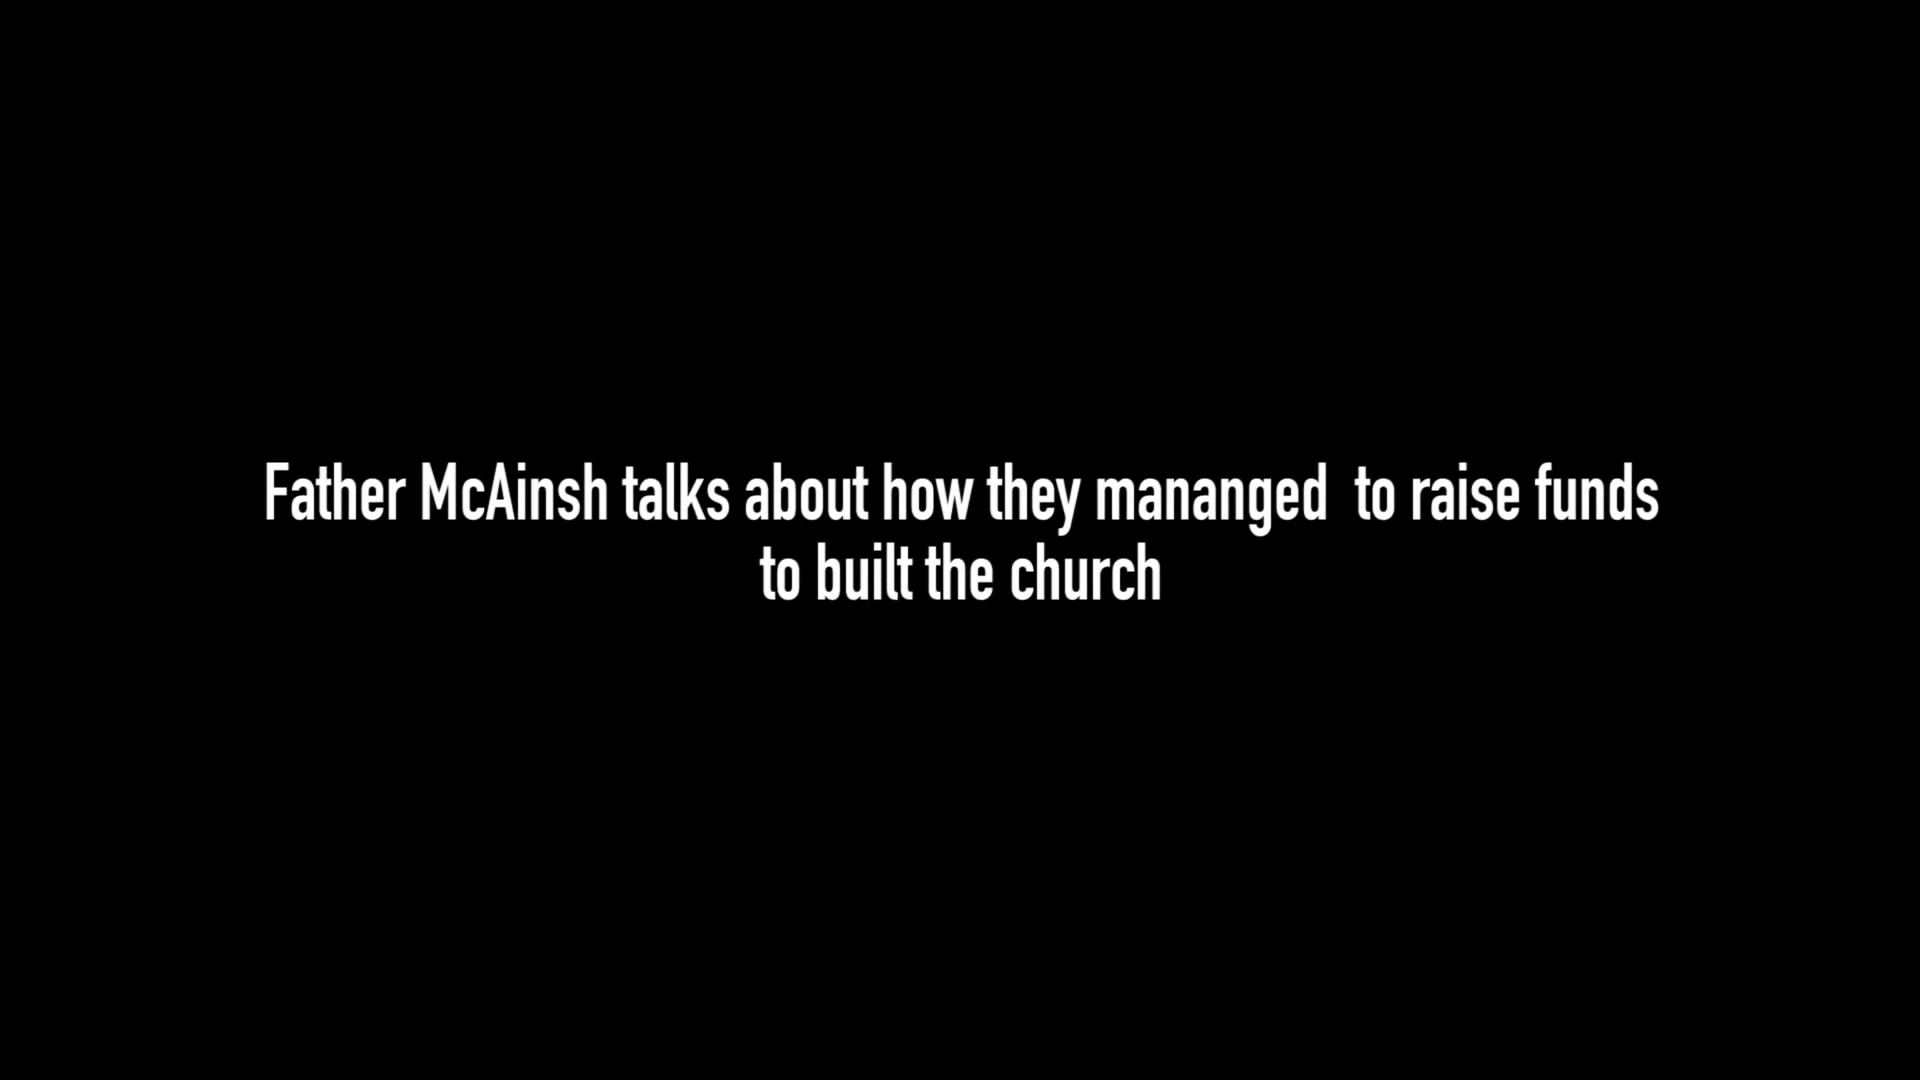 Father McAinsh talks about how they mananged  to raise funds
to built the church